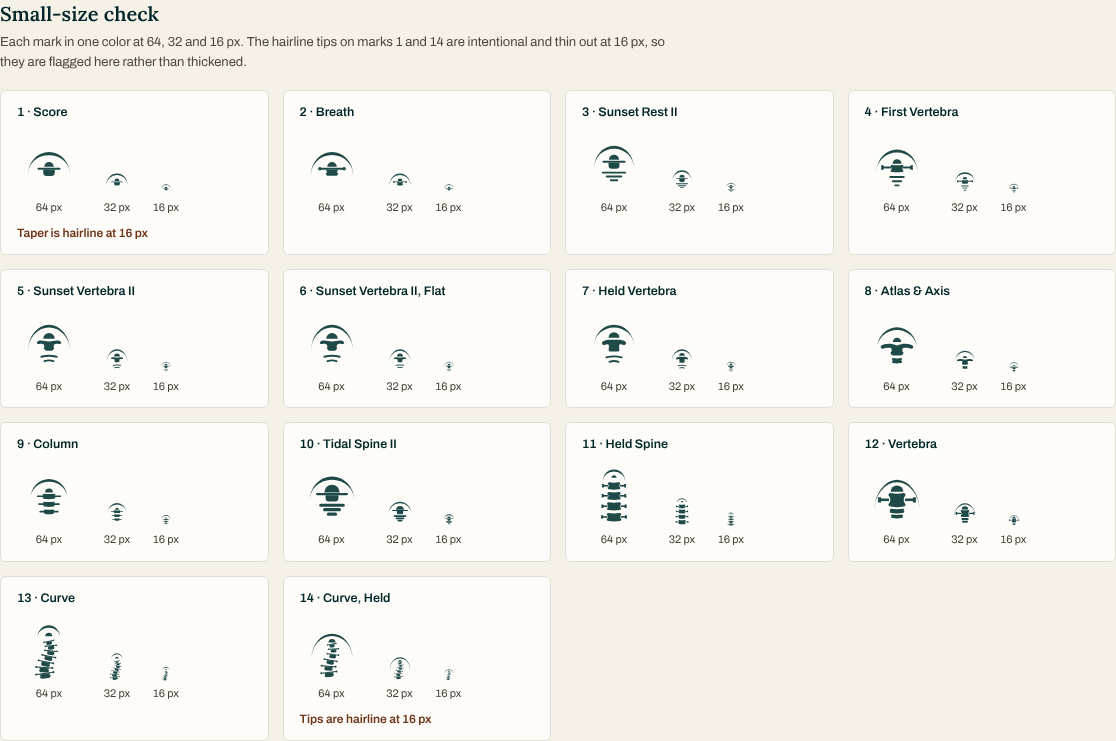 Small-size check
Each mark in one color at 64, 32 and 16 px. The hairline tips on marks 1 and 14 are intentional and thin out at 16 px, so
they are flagged here rather than thickened.
1 · Score
64 px 32 px 16 px
Taper is hairline at 16 px
2 · Breath
64 px 32 px 16 px
3 · Sunset Rest II
64 px 32 px 16 px
4 · First Vertebra
64 px 32 px 16 px
5 · Sunset Vertebra II
64 px 32 px 16 px
6 · Sunset Vertebra II, Flat
64 px 32 px 16 px
7 · Held Vertebra
64 px 32 px 16 px
8 · Atlas & Axis
64 px 32 px 16 px
9 · Column
64 px 32 px 16 px
10 · Tidal Spine II
64 px 32 px 16 px
11 · Held Spine
64 px 32 px 16 px
12 · Vertebra
64 px 32 px 16 px
13 · Curve
64 px 32 px 16 px
14 · Curve, Held
64 px 32 px 16 px
Tips are hairline at 16 px